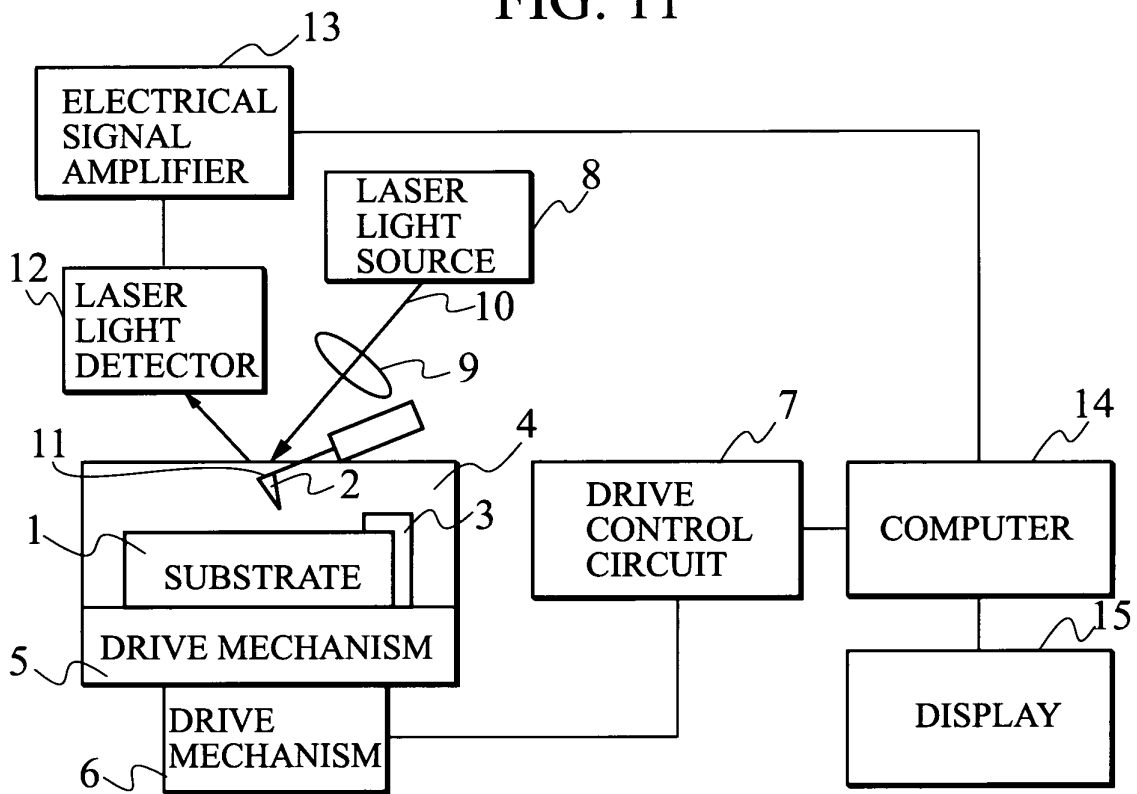 FIG. 11
13
ELECTRICAL
SIGNAL
AMPLIFIER
8
LASER
LIGHT
SOURCE
12
LASER
LIGHT
DETECTOR
10
9
11
2
4
7
14
3
1
SUBSTRATE
DRIVE
CONTROL
CIRCUIT
COMPUTER
DRIVE MECHANISM
5
15
DRIVE
MECHANISM
6
DISPLAY